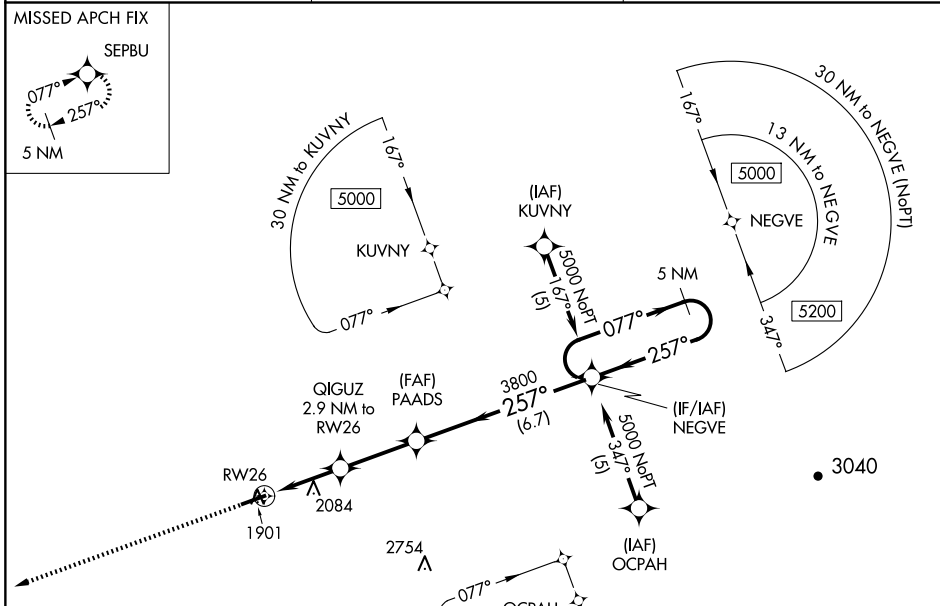 MISSED APCH FIX
SEPBU
077°
257°
5 NM
30 NM to KUVNY
167°
5000
KUVNY
077°
(IAF)
KUVNY
5000 NoPT
167°
(5)
30 NM to NEGVE (NoPT)
167°
13 NM to NEGVE
5000
NEGVE
5200
347°
5 NM
077°
257°
(IF/IAF)
NEGVE
3800
257°
(6.7)
(FAF)
PAADS
QIGUZ
2.9 NM to
RW26
RW26
1901
2084
2754
5000 NoPT
347°
(5)
(IAF)
OCPAH
3040
077°
OCPAH